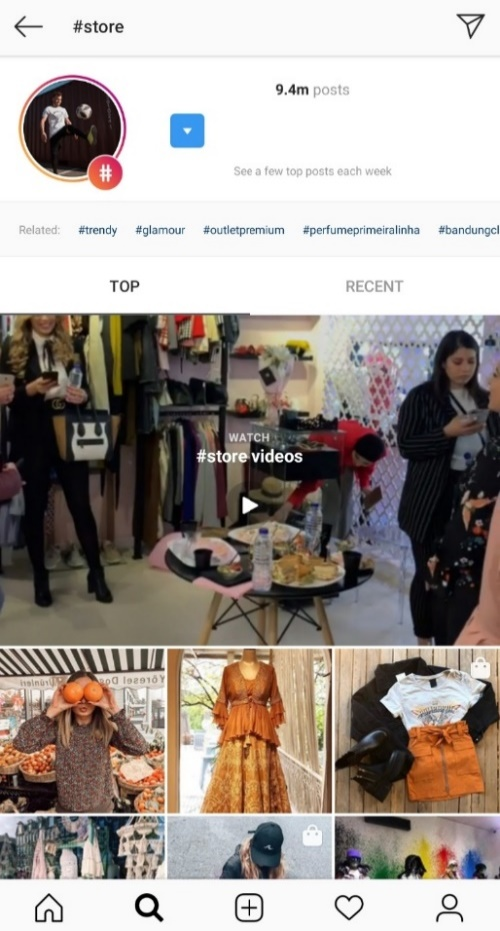 #store
9.4m posts
See a few top posts each week
Related: #trendy #glamour #outletpremium #perfumeprimeiralinha #bandungcl
TOP RECENT
WATCH
#store videos